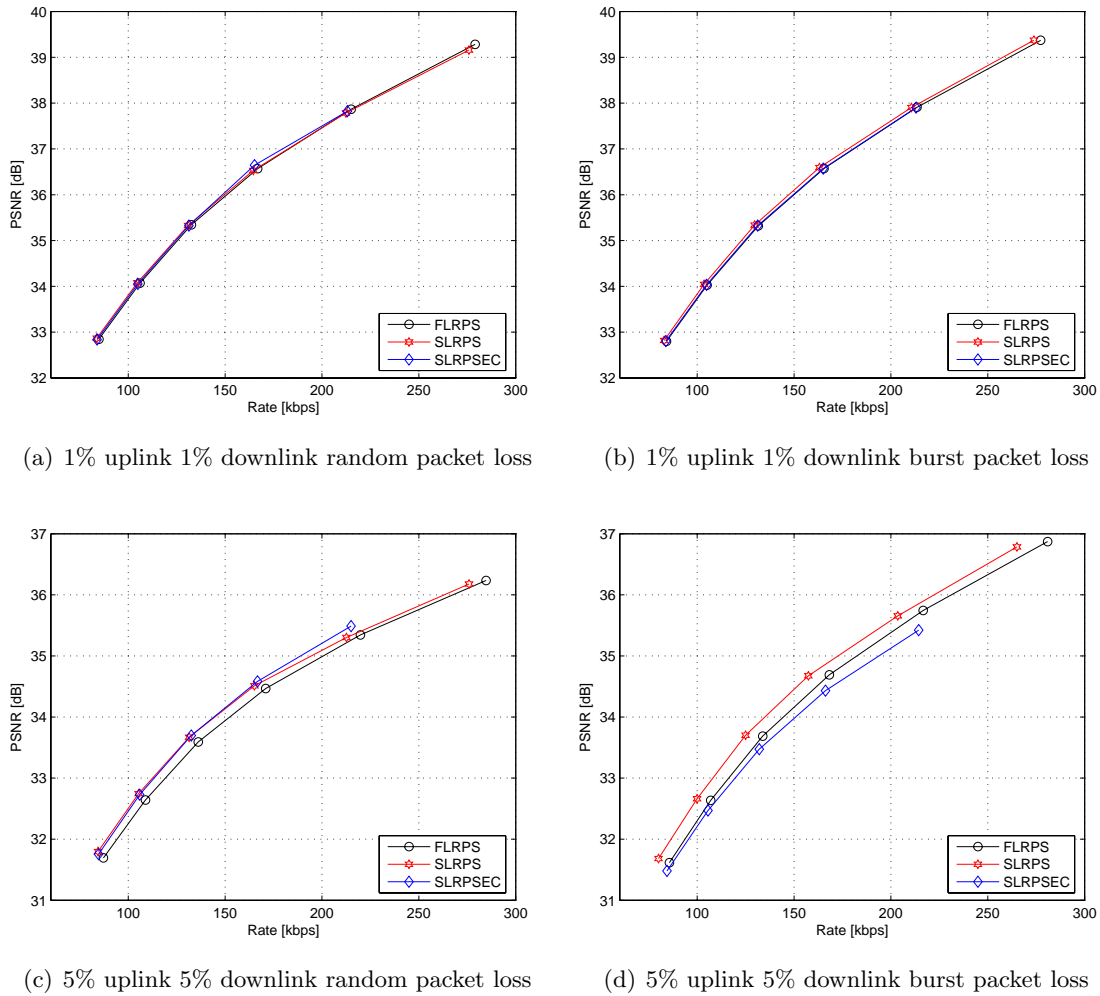 40
39
38
37
36
35
34
33
32
PSNR [dB]
100 150 200 250 300
Rate [kbps]
FLRPS
SLRPS
SLRPSEC
(a) 1% uplink 1% downlink random packet loss
40
39
38
37
36
35
34
33
32
PSNR [dB]
100 150 200 250 300
Rate [kbps]
FLRPS
SLRPS
SLRPSEC
(b) 1% uplink 1% downlink burst packet loss
37
36
35
34
33
32
31
PSNR [dB]
100 150 200 250 300
Rate [kbps]
FLRPS
SLRPS
SLRPSEC
(c) 5% uplink 5% downlink random packet loss
37
36
35
34
33
32
31
PSNR [dB]
100 150 200 250 300
Rate [kbps]
FLRPS
SLRPS
SLRPSEC
(d) 5% uplink 5% downlink burst packet loss